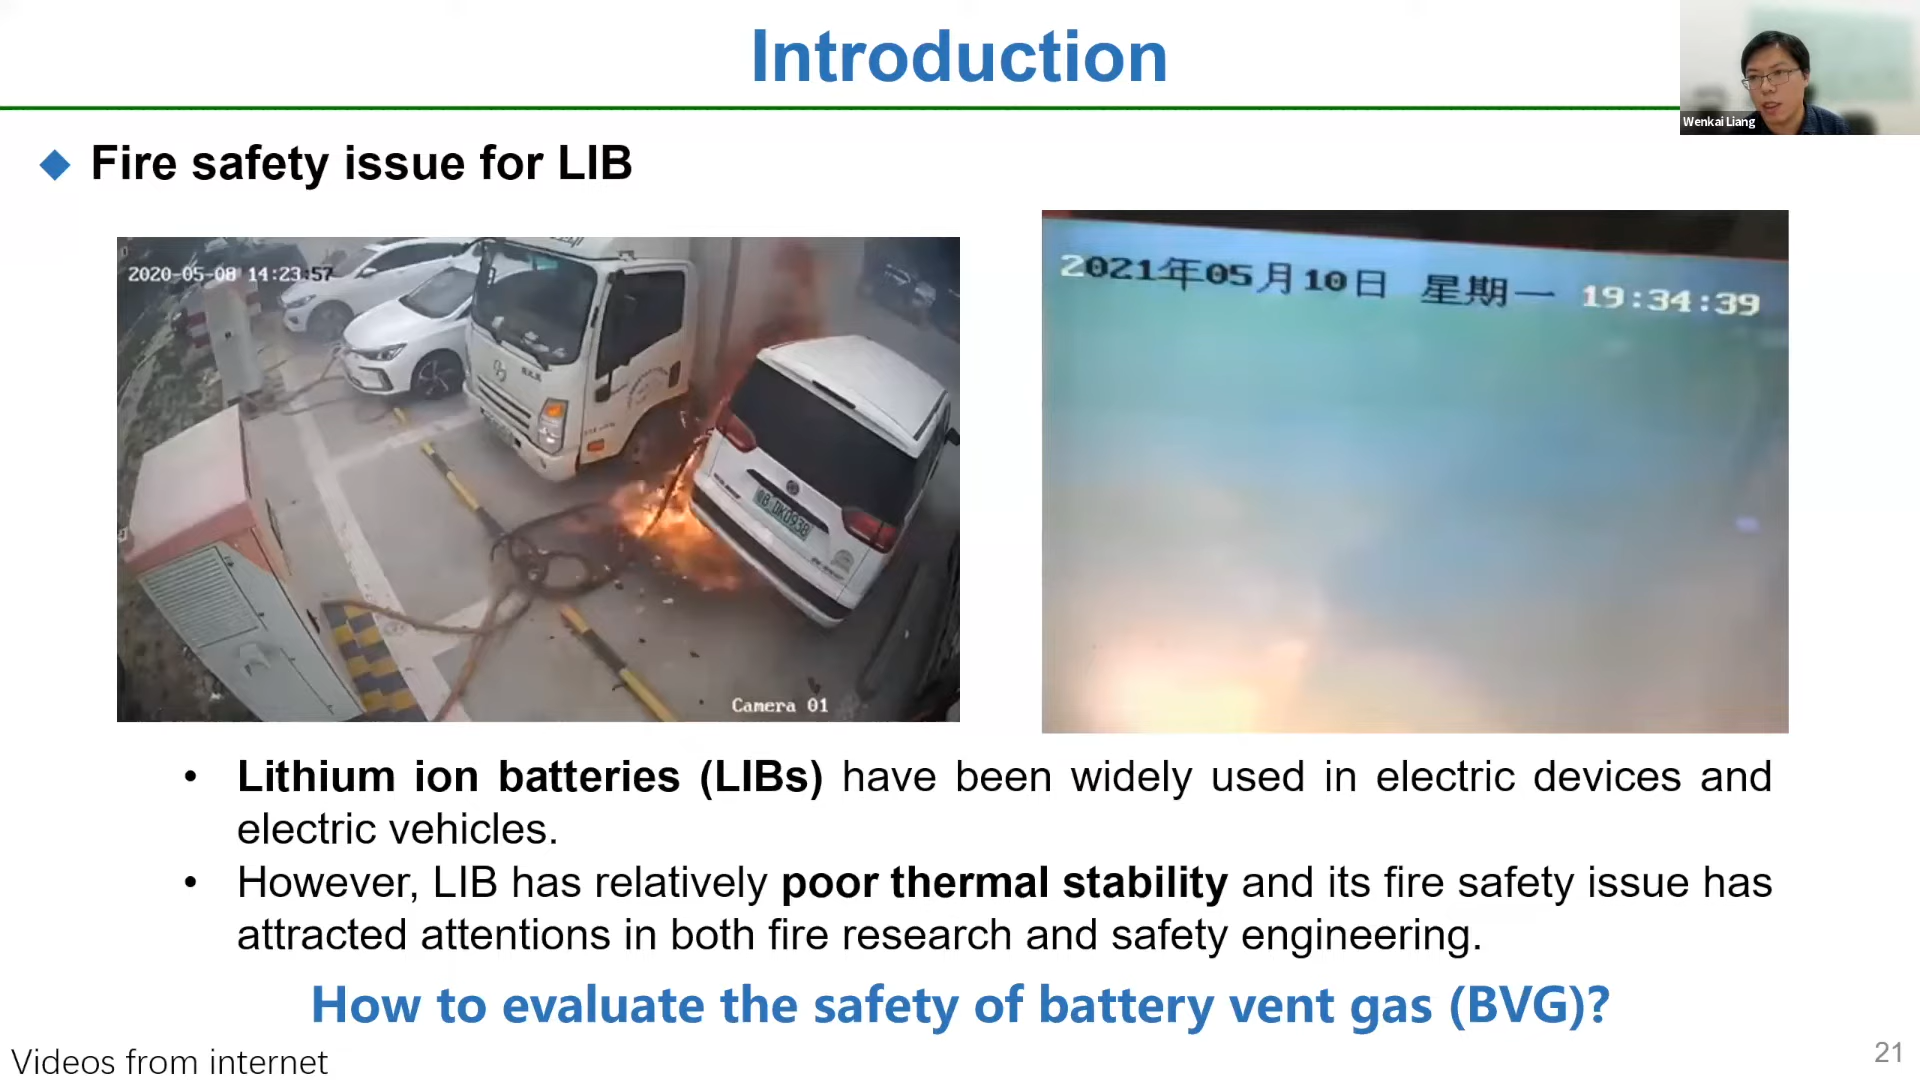 Introduction
Wenkai Liang
Fire safety issue for LIB
2020-05-08 14:23:57
Camera 01
2021年05月10日 星期一 19:34:39
• Lithium ion batteries (LIBs) have been widely used in electric devices and
electric vehicles.
• However, LIB has relatively poor thermal stability and its fire safety issue has
attracted attentions in both fire research and safety engineering.
How to evaluate the safety of battery vent gas (BVG)?
Videos from internet
21